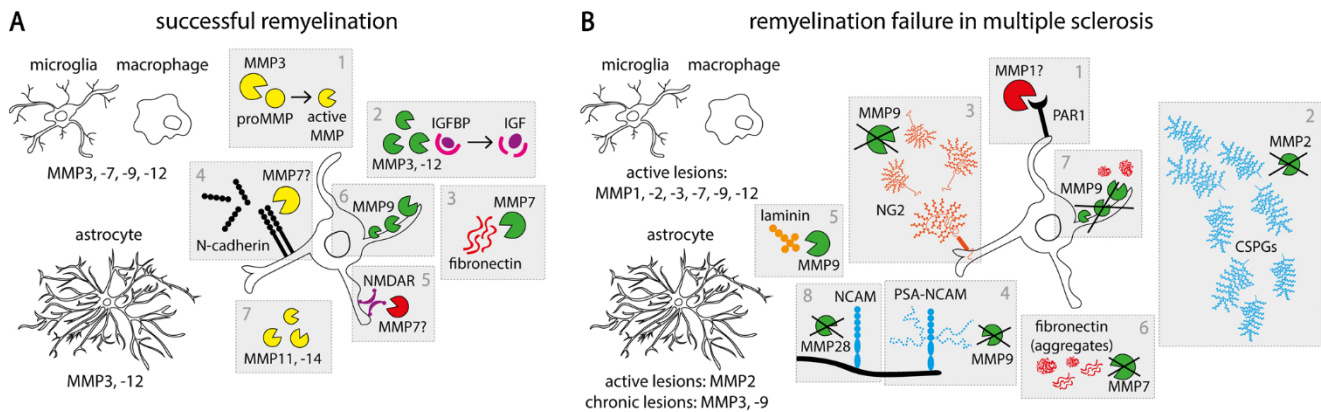 A
successful remyelination
microglia
macrophage
MMP3, -7, -9, -12
astrocyte
MMP3, -12
1
MMP3
proMMP
active
MMP
2
IGFBP
IGF
MMP3, -12
3
MMP7
fibronectin
4
MMP7?
N-cadherin
5
NMDAR
MMP7?
6
MMP9
7
MMP11, -14
B
remyelination failure in multiple sclerosis
microglia
macrophage
active lesions:
MMP1, -2, -3, -7, -9, -12
astrocyte
active lesions: MMP2
chronic lesions: MMP3, -9
1
MMP1?
PAR1
2
MMP2
CSPGs
3
MMP9
NG2
4
PSA-NCAM
MMP9
5
laminin
MMP9
6
fibronectin
(aggregates)
MMP7
7
MMP9
8
NCAM
MMP28